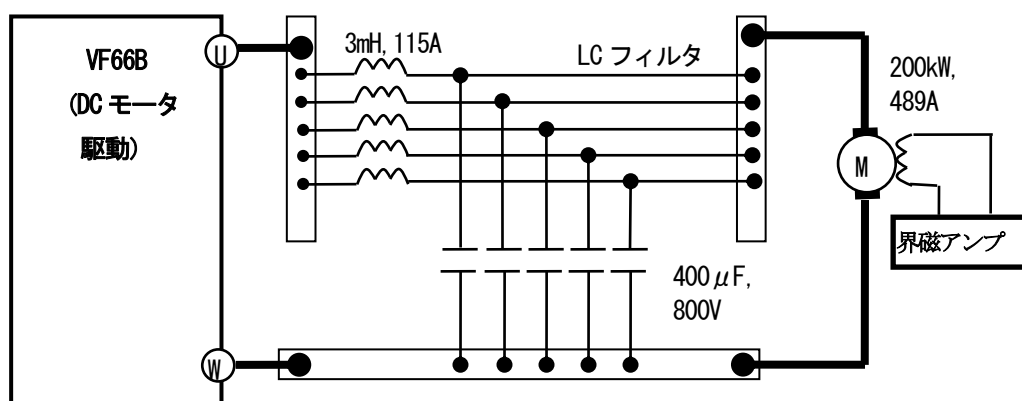 VF66B
(DC モータ
駆動)
U
3mH, 115A
LC フィルタ
200kW,
489A
M
界磁アンプ
400μF,
800V
W